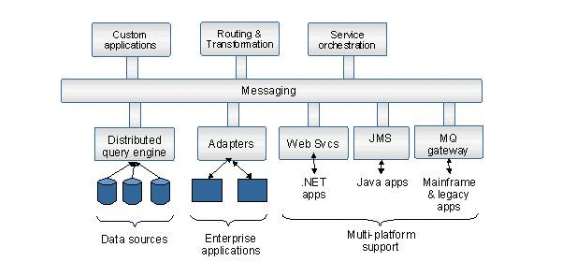 Custom
applications
Routing &
Transformation
Service
orchestration
Messaging
Distributed
query engine
Adapters
Web Svcs
JMS
MQ
gateway
.NET
apps
Java apps
Mainframe
& legacy
apps
Data sources
Enterprise
applications
Multi-platform
support